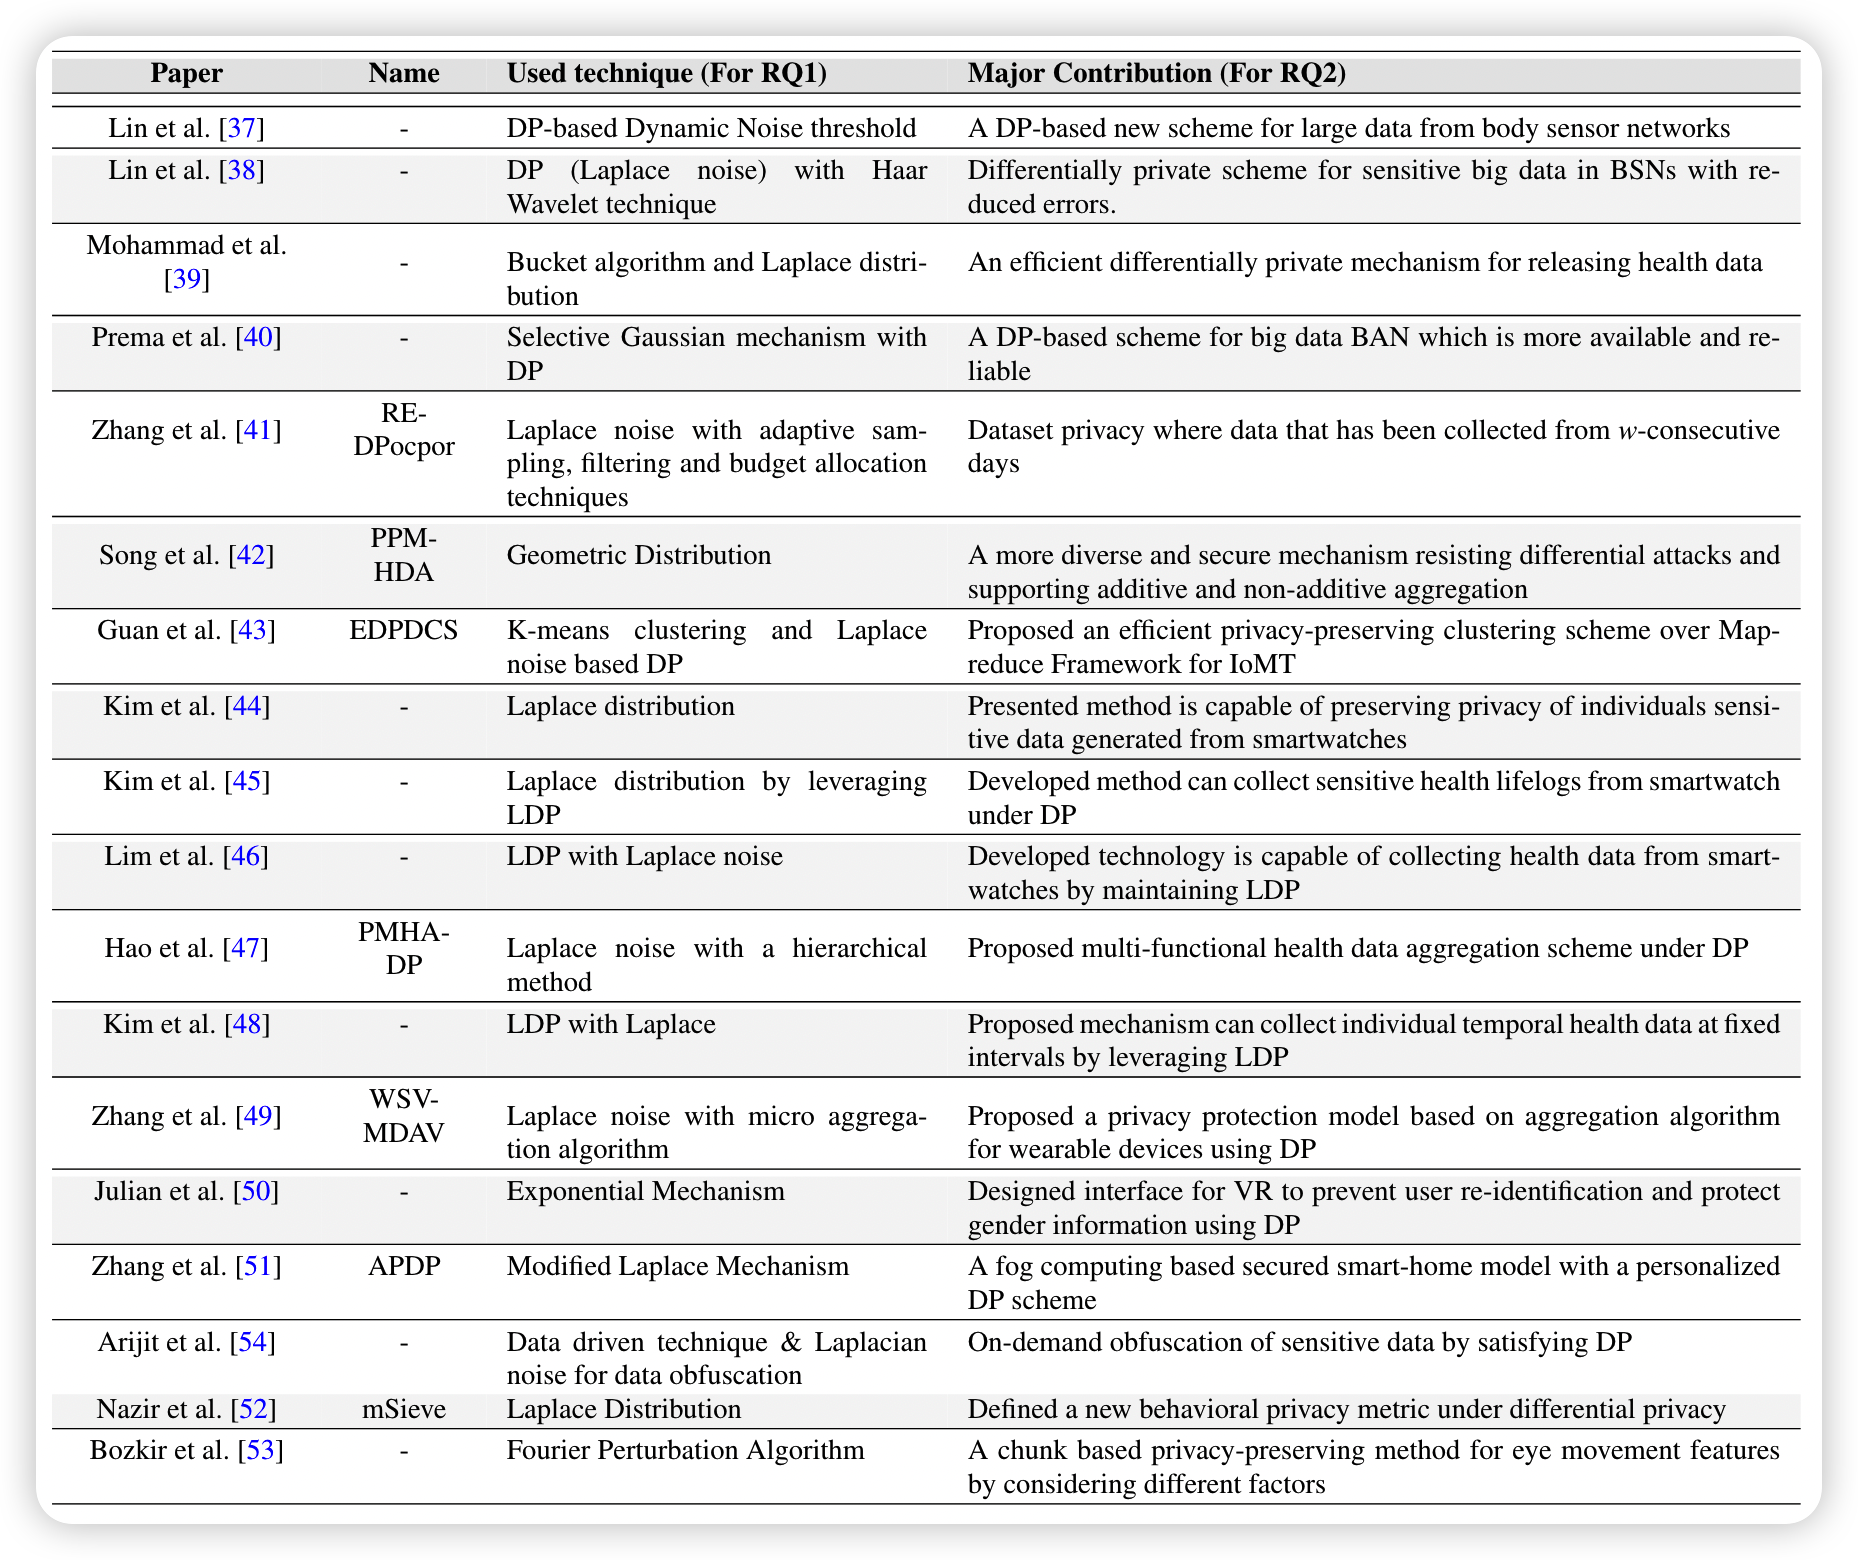 Paper Name Used technique (For RQ1) Major Contribution (For RQ2)
Lin et al. [37] - DP-based Dynamic Noise threshold A DP-based new scheme for large data from body sensor networks
Lin et al. [38] - DP (Laplace noise) with Haar Differentially private scheme for sensitive big data in BSNs with re-
Wavelet technique duced errors.
Mohammad et al.
[39] - Bucket algorithm and Laplace distri- An efficient differentially private mechanism for releasing health data
bution
Prema et al. [40] - Selective Gaussian mechanism with A DP-based scheme for big data BAN which is more available and re-
DP liable
RE-
Zhang et al. [41] DPocpor Laplace noise with adaptive sam- Dataset privacy where data that has been collected from w-consecutive
pling, filtering and budget allocation days
techniques
PPM-
Song et al. [42] HDA Geometric Distribution A more diverse and secure mechanism resisting differential attacks and
supporting additive and non-additive aggregation
Guan et al. [43] EDPDCS K-means clustering and Laplace Proposed an efficient privacy-preserving clustering scheme over Map-
noise based DP reduce Framework for IoMT
Kim et al. [44] - Laplace distribution Presented method is capable of preserving privacy of individuals sensi-
tive data generated from smartwatches
Kim et al. [45] - Laplace distribution by leveraging Developed method can collect sensitive health lifelogs from smartwatch
LDP under DP
Lim et al. [46] - LDP with Laplace noise Developed technology is capable of collecting health data from smart-
watches by maintaining LDP
PMHA-
Hao et al. [47] DP Laplace noise with a hierarchical Proposed multi-functional health data aggregation scheme under DP
method
Kim et al. [48] - LDP with Laplace Proposed mechanism can collect individual temporal health data at fixed
intervals by leveraging LDP
WSV-
Zhang et al. [49] MDAV Laplace noise with micro aggrega- Proposed a privacy protection model based on aggregation algorithm
tion algorithm for wearable devices using DP
Julian et al. [50] - Exponential Mechanism Designed interface for VR to prevent user re-identification and protect
gender information using DP
Zhang et al. [51] APDP Modified Laplace Mechanism A fog computing based secured smart-home model with a personalized
DP scheme
Arijit et al. [54] - Data driven technique & Laplacian On-demand obfuscation of sensitive data by satisfying DP
noise for data obfuscation
Nazir et al. [52] mSieve Laplace Distribution Defined a new behavioral privacy metric under differential privacy
Bozkir et al. [53] - Fourier Perturbation Algorithm A chunk based privacy-preserving method for eye movement features
by considering different factors